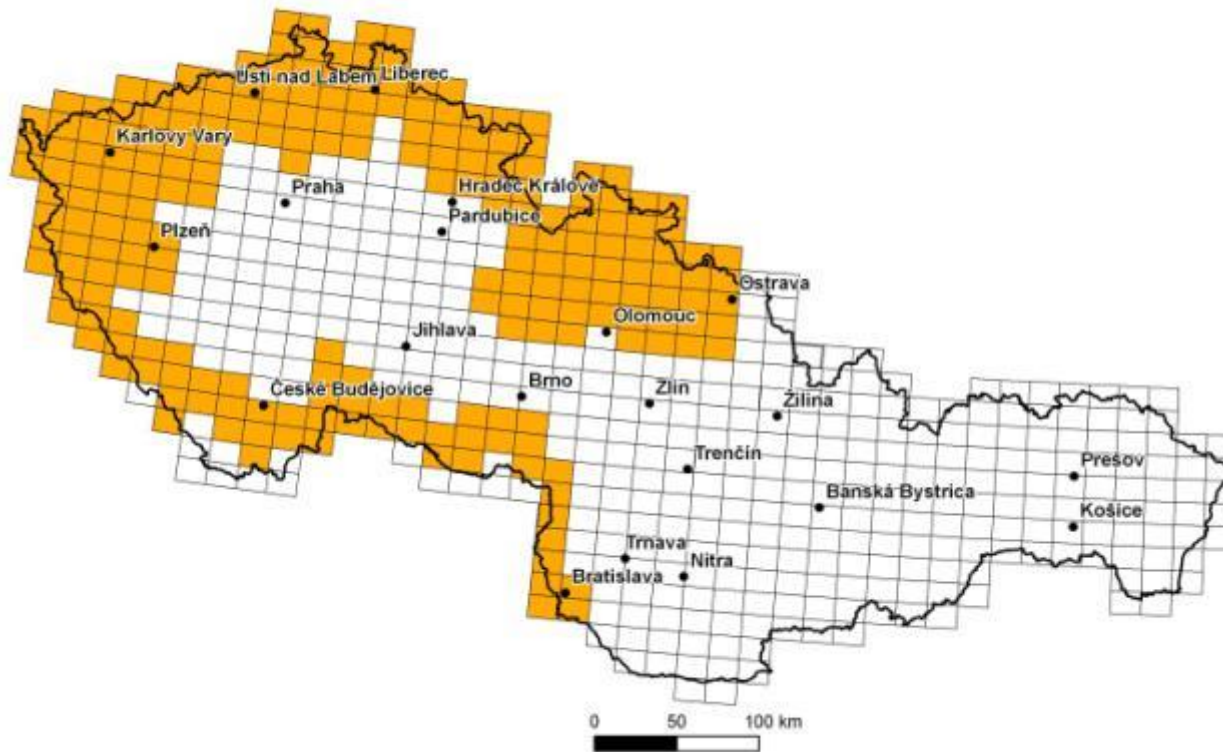 Ústí nad Labem
Liberec
Karlovy Vary
Praha
Hradec Králové
Pardubice
Plzeň
Ostrava
Olomouc
Jihlava
České Budějovice
Brno
Zlín
Žilina
Trenčín
Prešov
Banská Bystrica
Košice
Trnava
Nitra
Bratislava
0 50 100 km